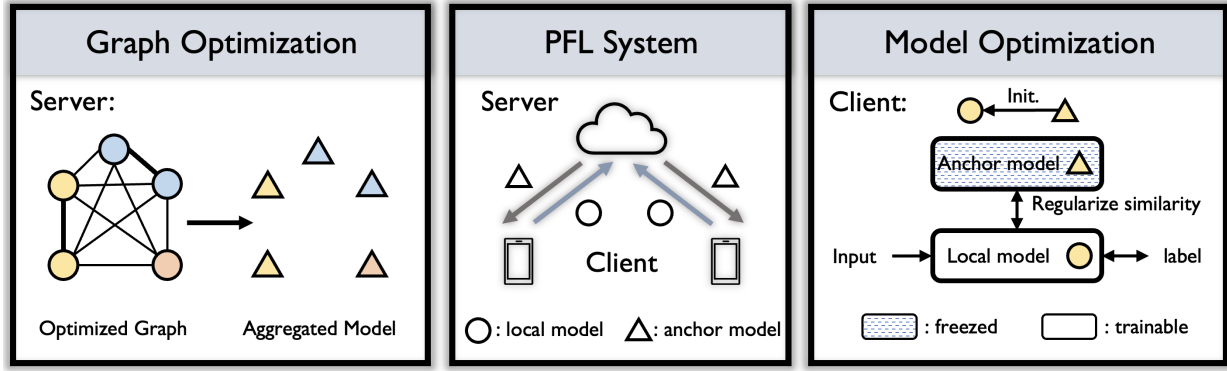 Graph Optimization
Server:
Optimized Graph
Aggregated Model
PFL System
Server
Client
: local model
: anchor model
Model Optimization
Client:
Init.
Anchor model
Regularize similarity
Input
Local model
label
: freezed
: trainable